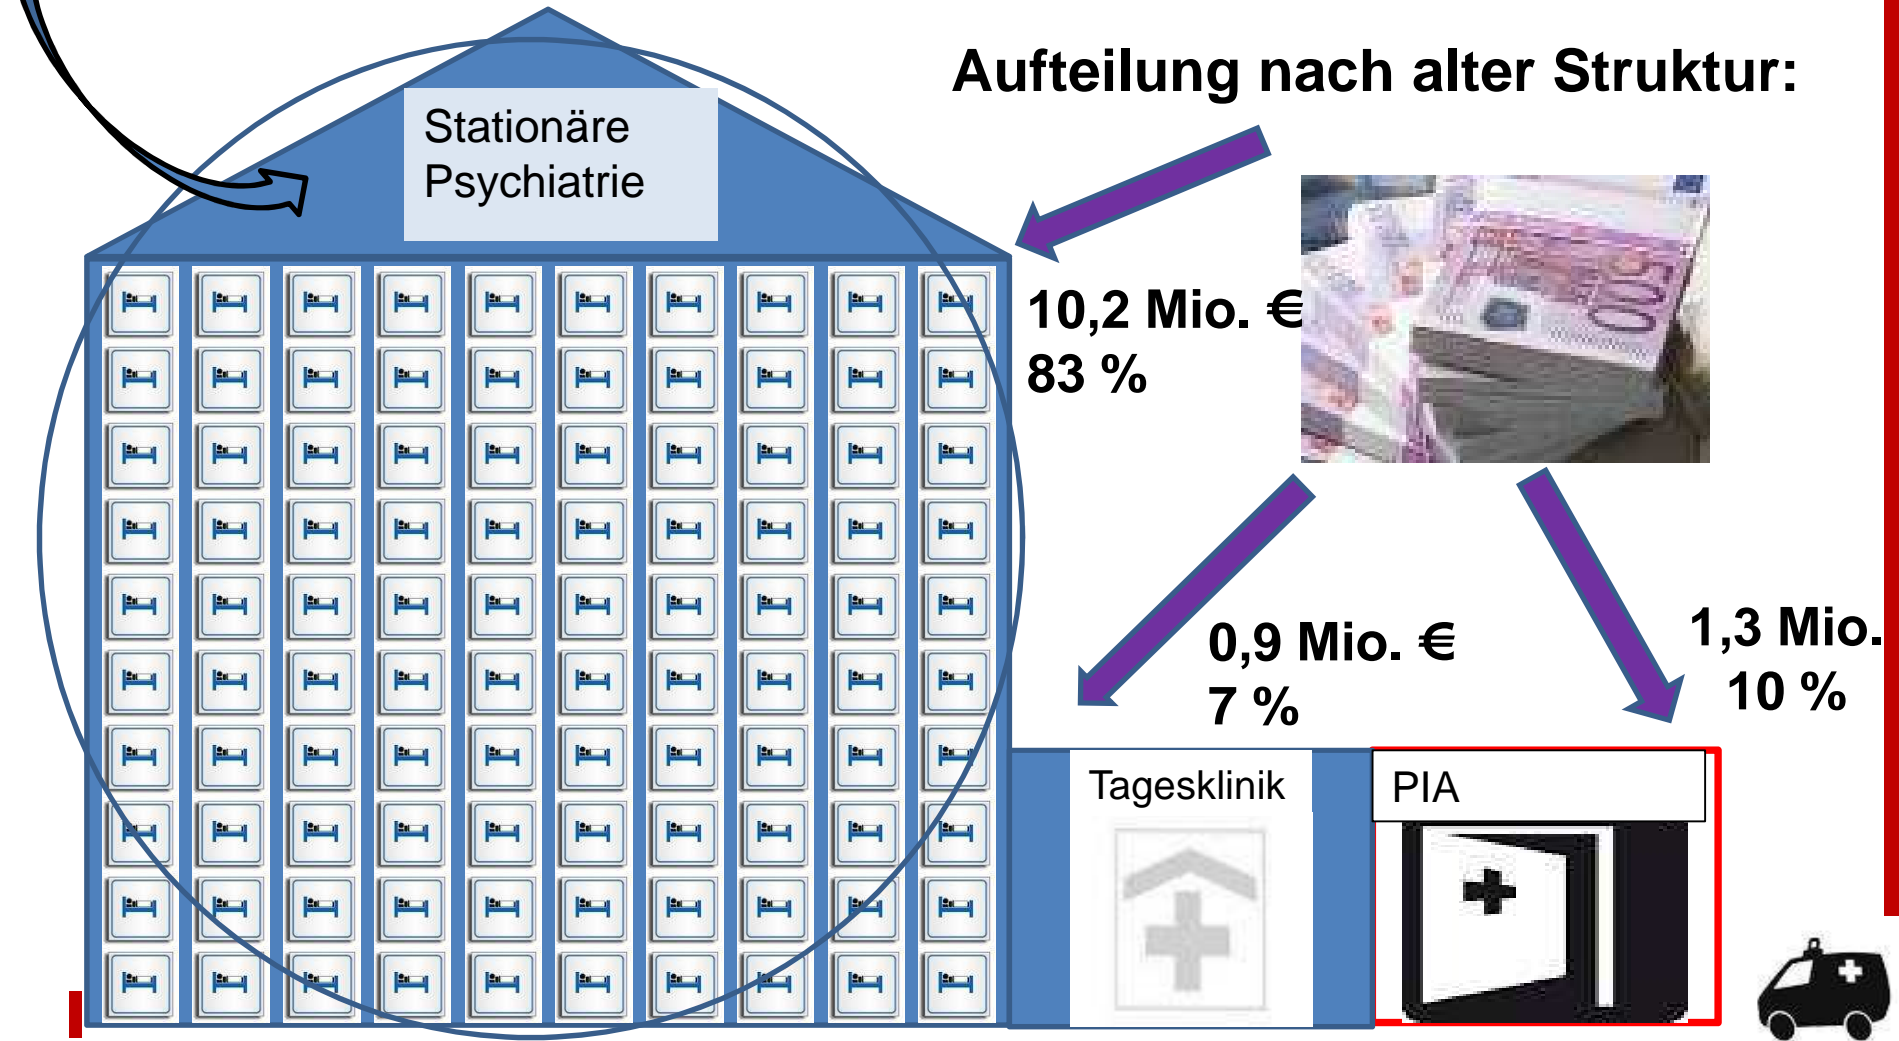 Aufteilung nach alter Struktur:
Stationäre
Psychiatrie
10,2 Mio. €
83 %
500
0,9 Mio. €
7 %
1,3 Mio.
10 %
Tagesklinik
PIA